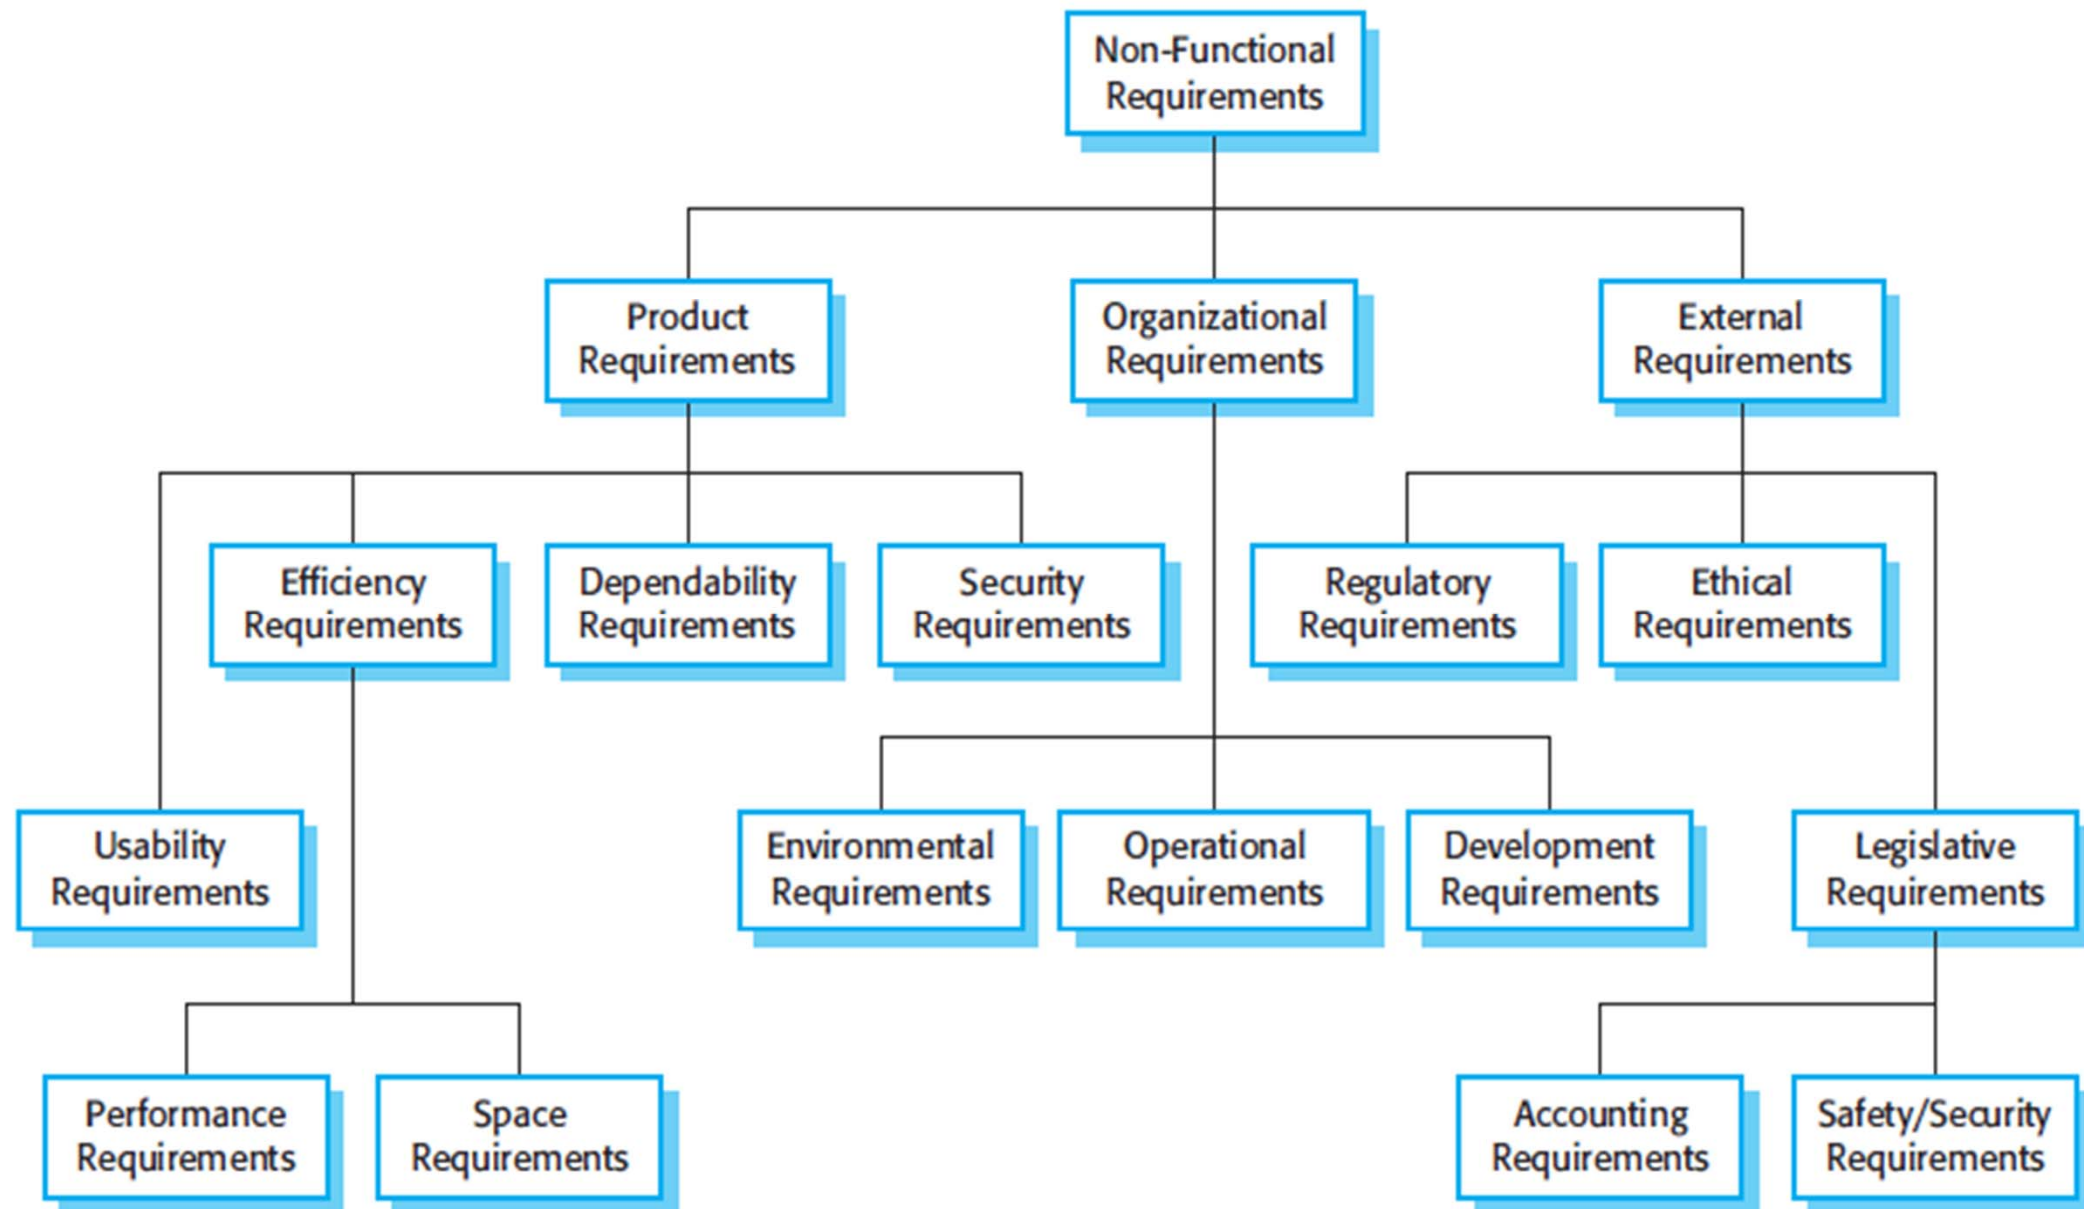 Non-Functional
Requirements
Product
Requirements
Organizational
Requirements
External
Requirements
Efficiency
Requirements
Dependability
Requirements
Security
Requirements
Regulatory
Requirements
Ethical
Requirements
Usability
Requirements
Environmental
Requirements
Operational
Requirements
Development
Requirements
Legislative
Requirements
Performance
Requirements
Space
Requirements
Accounting
Requirements
Safety/Security
Requirements